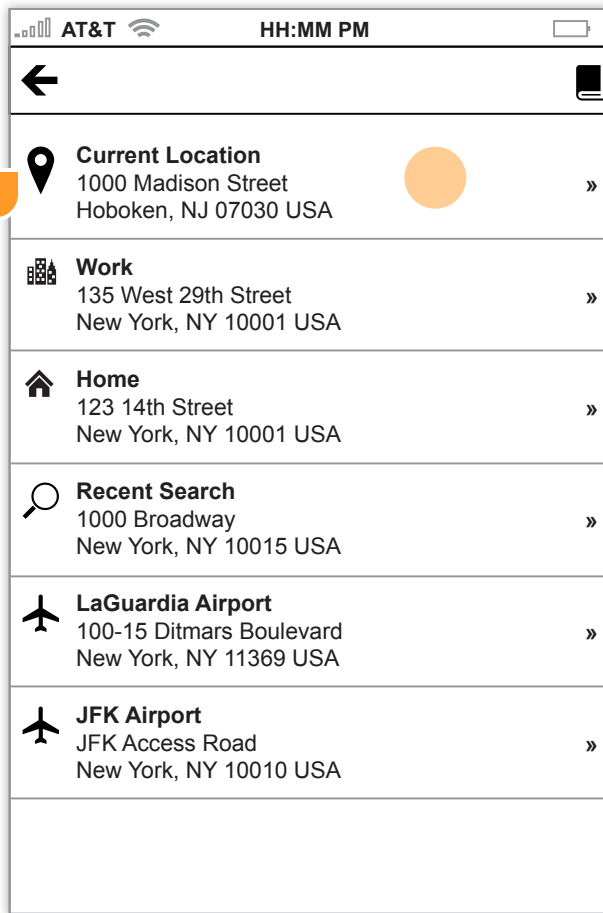 AT&T HH:MM PM
Current Location
1000 Madison Street
Hoboken, NJ 07030 USA
»
Work
135 West 29th Street
New York, NY 10001 USA
»
Home
123 14th Street
New York, NY 10001 USA
»
Recent Search
1000 Broadway
New York, NY 10015 USA
»
LaGuardia Airport
100-15 Ditmars Boulevard
New York, NY 11369 USA
»
JFK Airport
JFK Access Road
New York, NY 10010 USA
»